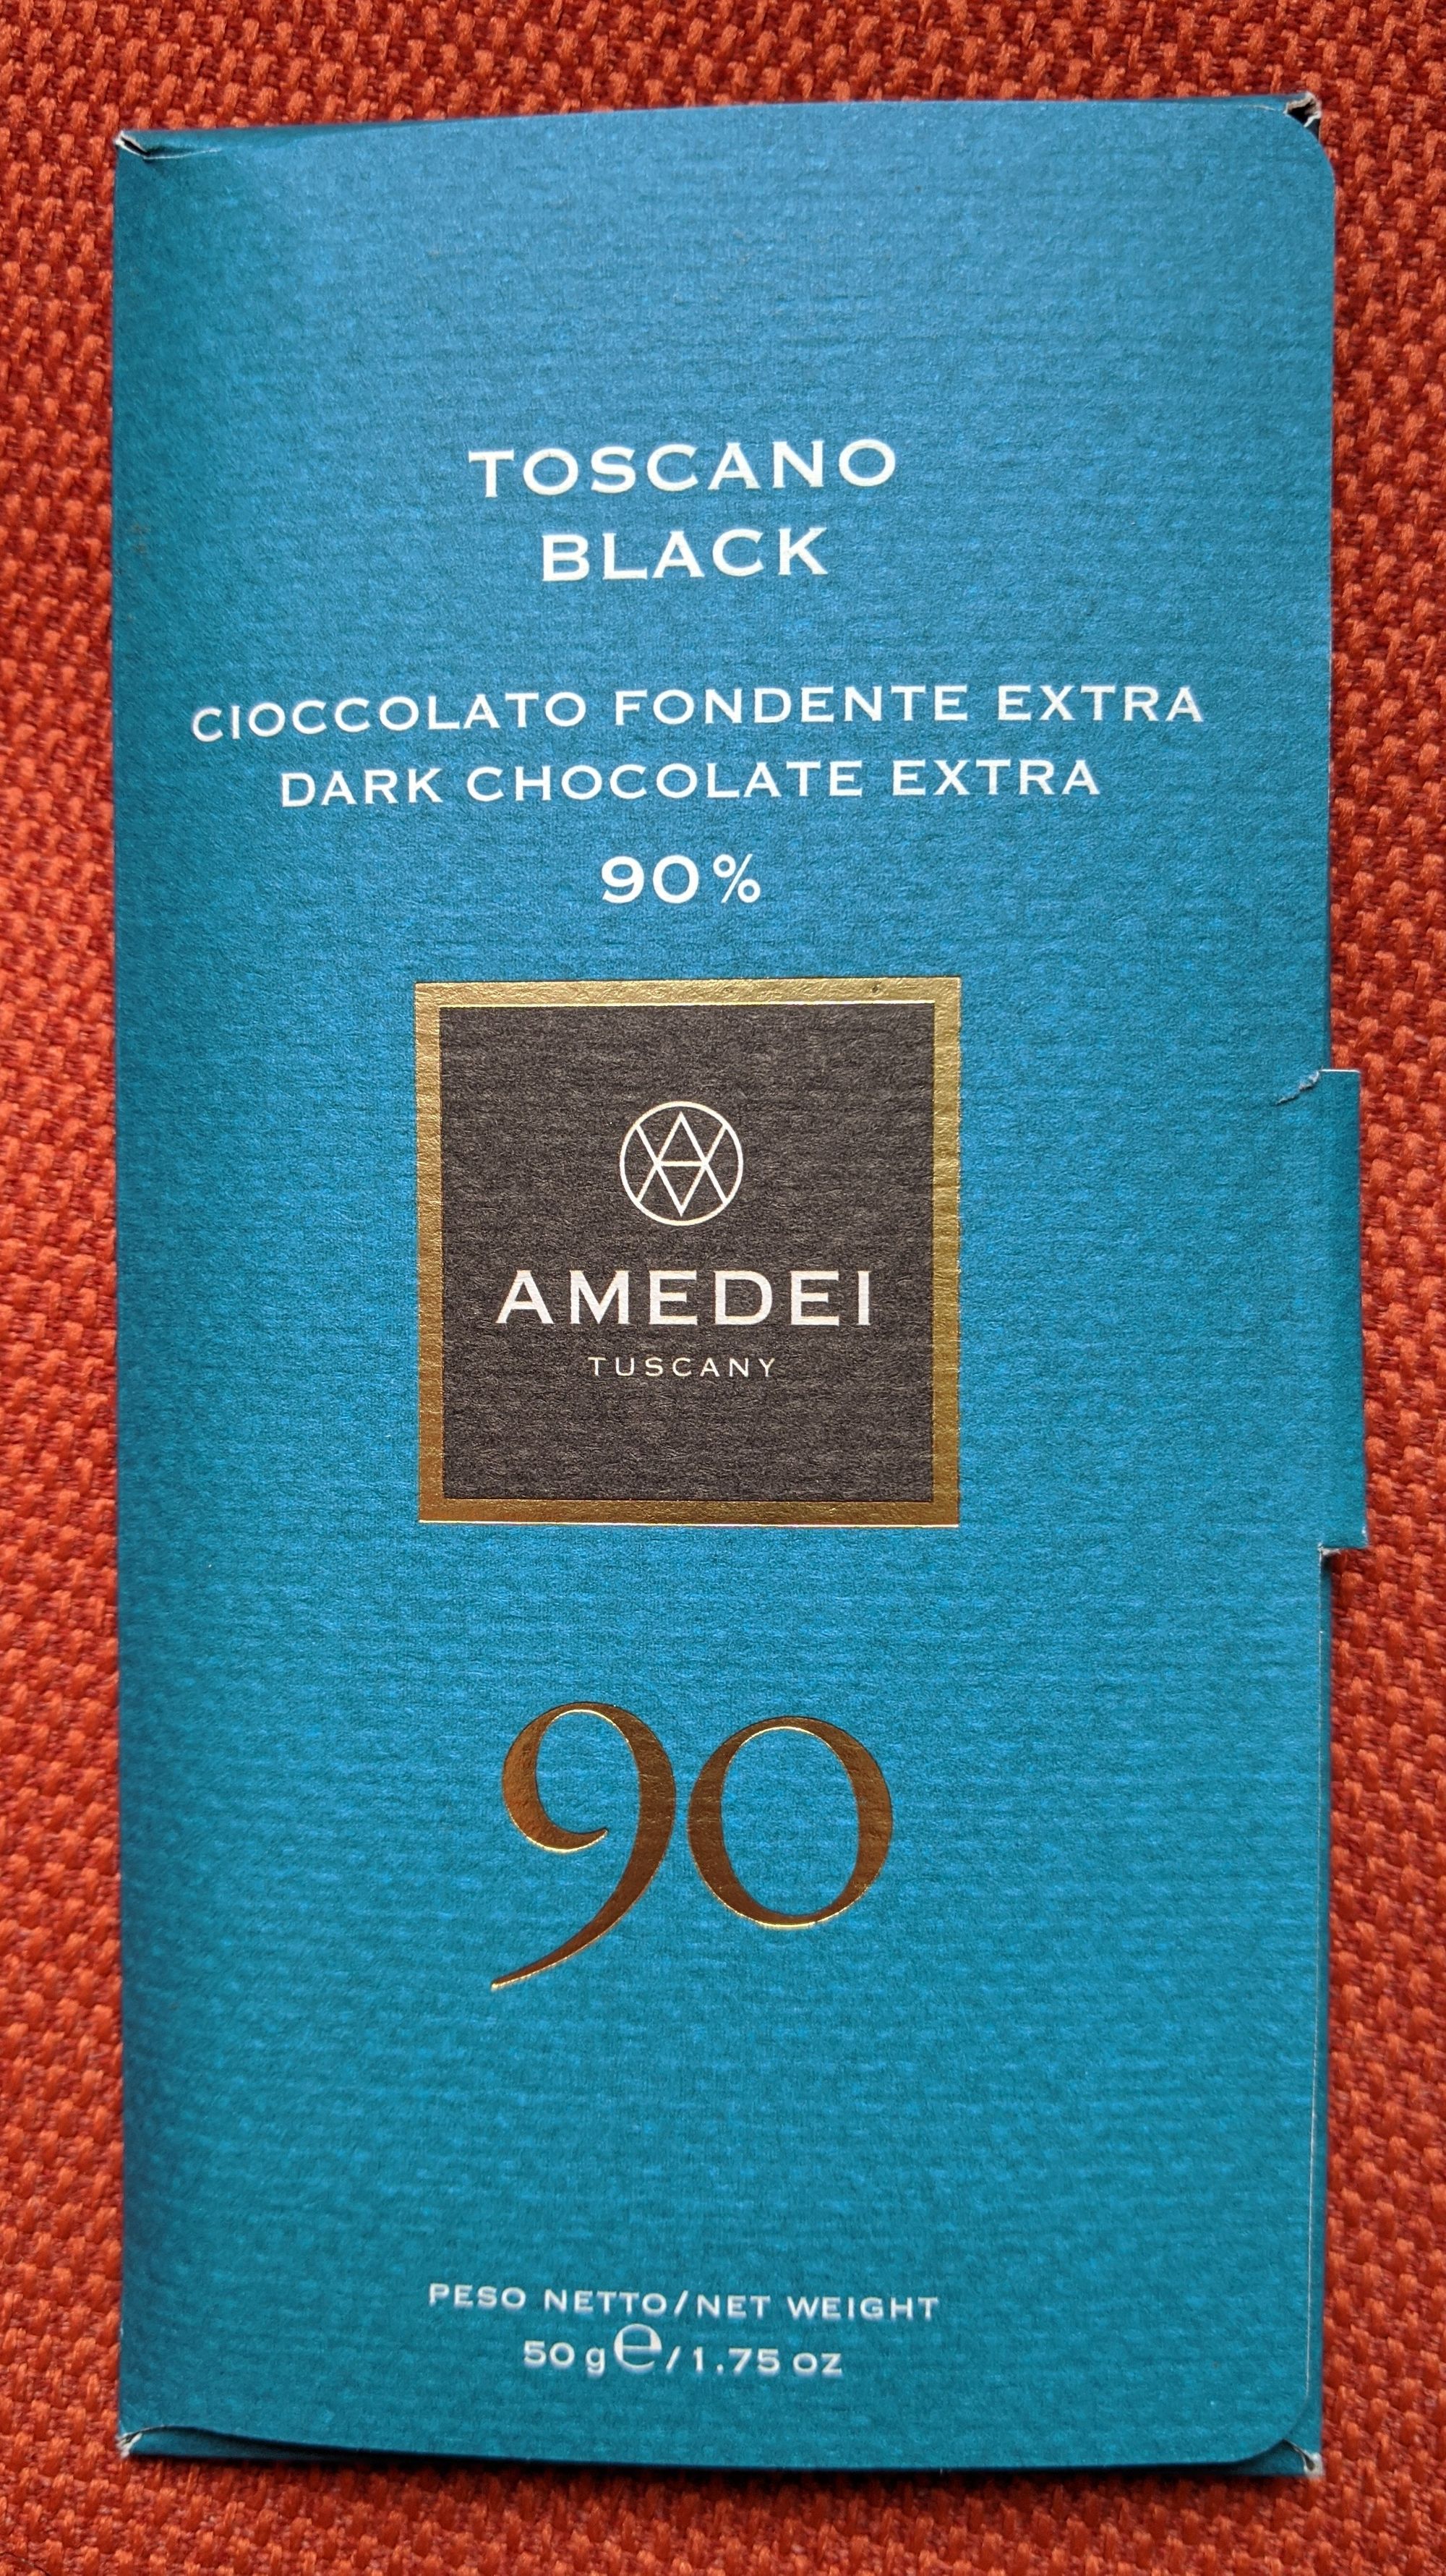 TOSCANO
BLACK
CIOCCOLATO FONDENTE EXTRA
DARK CHOCOLATE EXTRA
90%
AMEDEI
TUSCANY
90
PESO NETTO/NET WEIGHT
50 g℮/1.75 oz